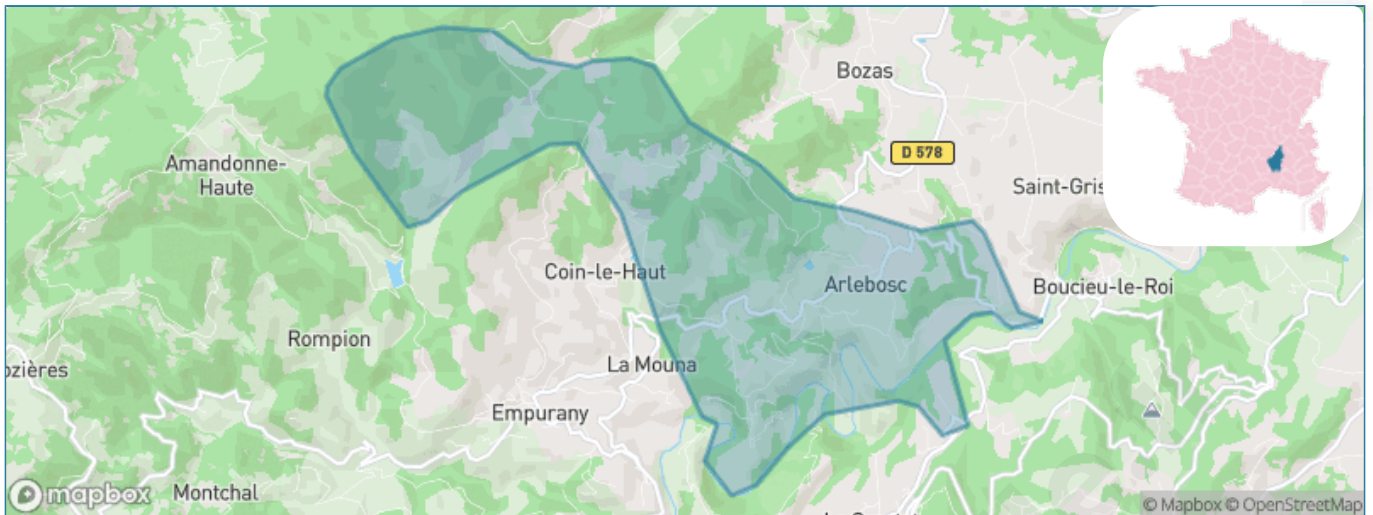 Bozas
D 578
Amandonne-
Haute
Saint-Gris
Coin-le-Haut
Arlebosc
Boucieu-le-Roi
Rompion
La Mouna
ozières
Empurany
Montchal
mapbox
© Mapbox © OpenStreetMap